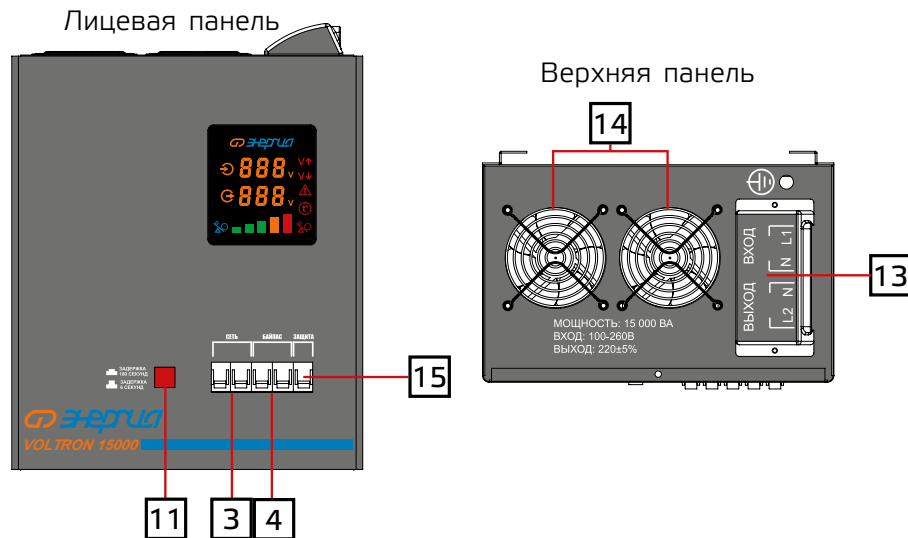 Лицевая панель
энергия
888 V V↑
V↓
888 V
t°
СЕТЬ БАЙПАС ЗАЩИТА
ЗАДЕРЖКА
180 СЕКУНД
ЗАДЕРЖКА
6 СЕКУНД
энергия
VOLTRON 15000
15
11
3
4
Верхняя панель
14
ВЫХОД ВХОД
L2 N N L1
13
МОЩНОСТЬ: 15 000 ВА
ВХОД: 100-260В
ВЫХОД: 220±5%